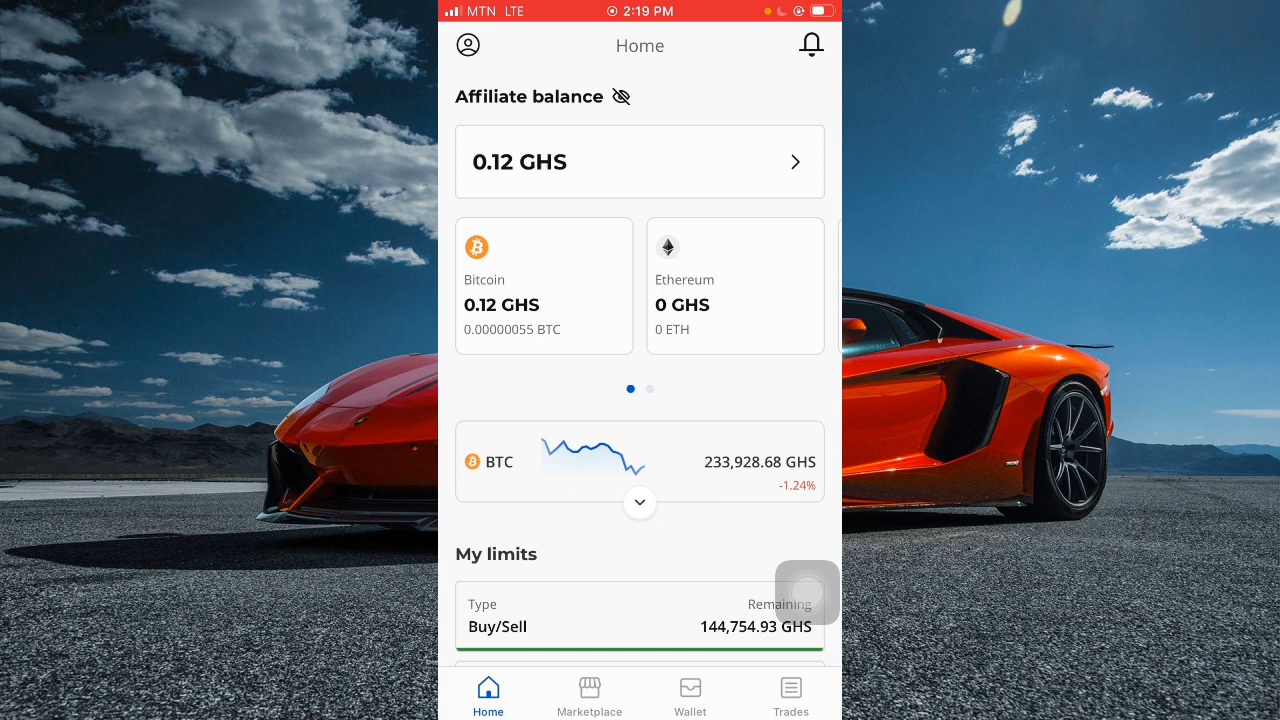 MTN LTE 2:19 PM
Home
Affiliate balance
0.12 GHS
Bitcoin
0.12 GHS
0.00000055 BTC
Ethereum
0 GHS
0 ETH
BTC
233,928.68 GHS
-1.24%
My limits
Type Remaining
Buy/Sell 144,754.93 GHS
Home Marketplace Wallet Trades